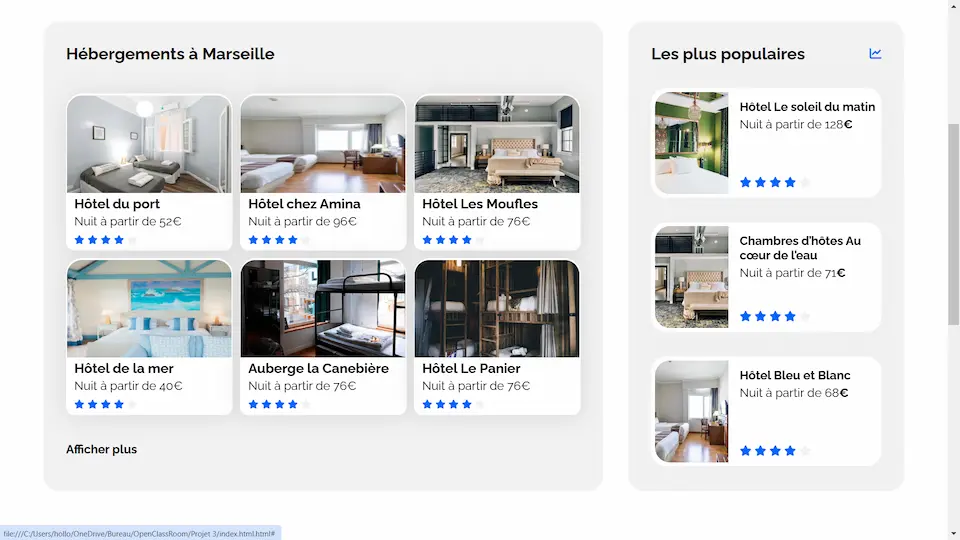 Hébergements à Marseille
Hôtel du port
Nuit à partir de 52€
Hôtel chez Amina
Nuit à partir de 96€
Hôtel Les Moufles
Nuit à partir de 76€
Hôtel de la mer
Nuit à partir de 40€
Auberge la Canebière
Nuit à partir de 76€
Hôtel Le Panier
Nuit à partir de 76€
Afficher plus
Les plus populaires
Hôtel Le soleil du matin
Nuit à partir de 128€
Chambres d'hôtes Au
cœur de l'eau
Nuit à partir de 71€
Hôtel Bleu et Blanc
Nuit à partir de 68€
file:///C:/Users/hollo/OneDrive/Bureau/OpenClassRoom/Projet 3/index.html.html#